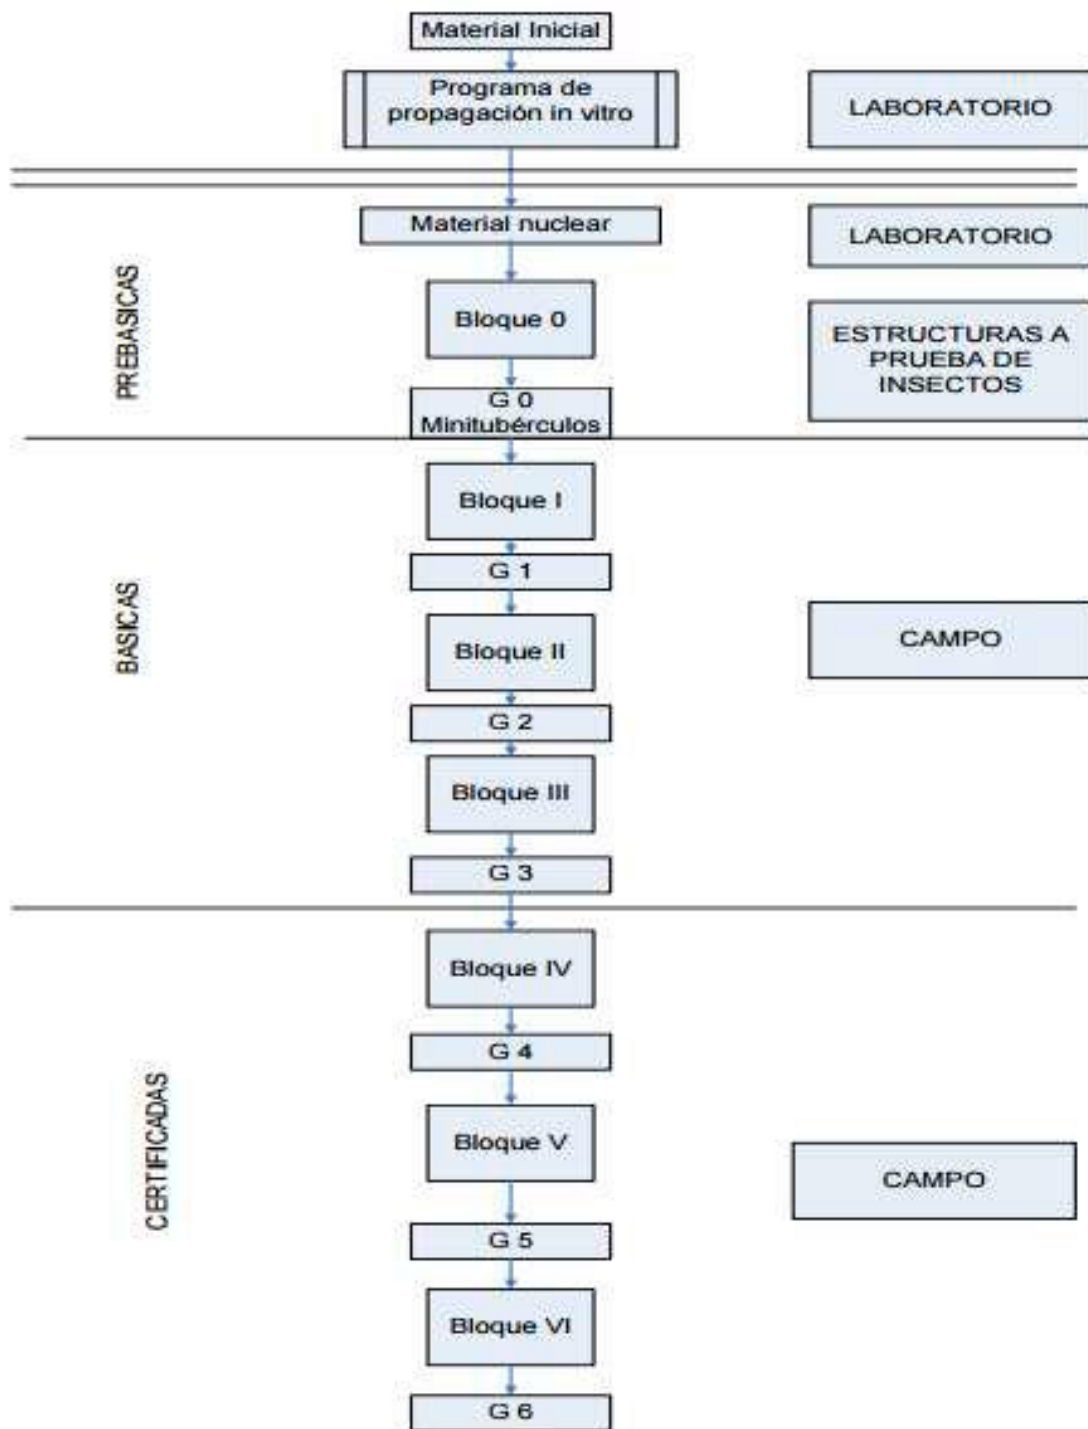 Material Inicial
Programa de
propagación in vitro
LABORATORIO
Material nuclear
LABORATORIO
PREBASICAS
Bloque 0
ESTRUCTURAS A
PRUEBA DE
INSECTOS
G 0
Minitubérculos
Bloque I
G 1
BASICAS
Bloque II
CAMPO
G 2
Bloque III
G 3
Bloque IV
G 4
CERTIFICADAS
Bloque V
CAMPO
G 5
Bloque VI
G 6